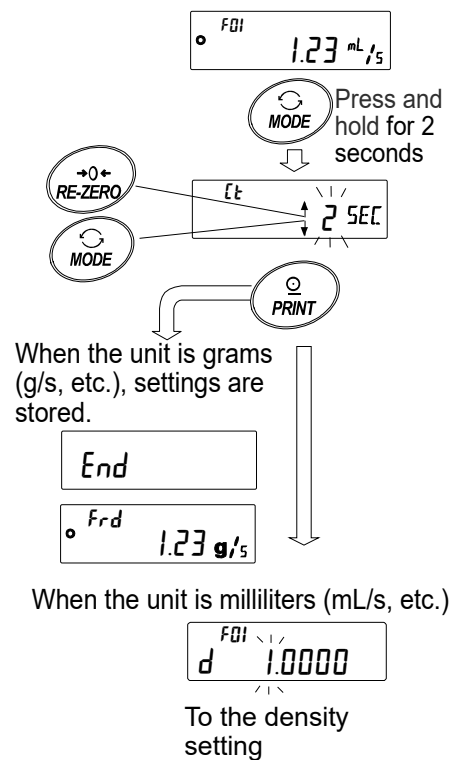 F01
1.23 mL/s
MODE
Press and
hold for 2
seconds
→0←
RE-ZERO
Ct
2 SEC
MODE
PRINT
When the unit is grams
(g/s, etc.), settings are
stored.
End
Frd
1.23 g/s
When the unit is milliliters (mL/s, etc.)
F01
d 1.0000
To the density
setting